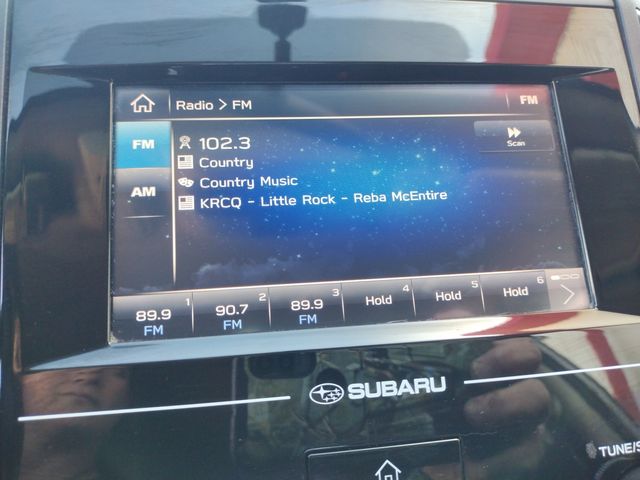 Radio > FM
FM
FM
102.3
Scan
Country
AM
Country Music
KRCQ - Little Rock - Reba McEntire
1 2 3 4 5 6
89.9 90.7 89.9 Hold Hold Hold
FM FM FM
SUBARU
TUNE/S